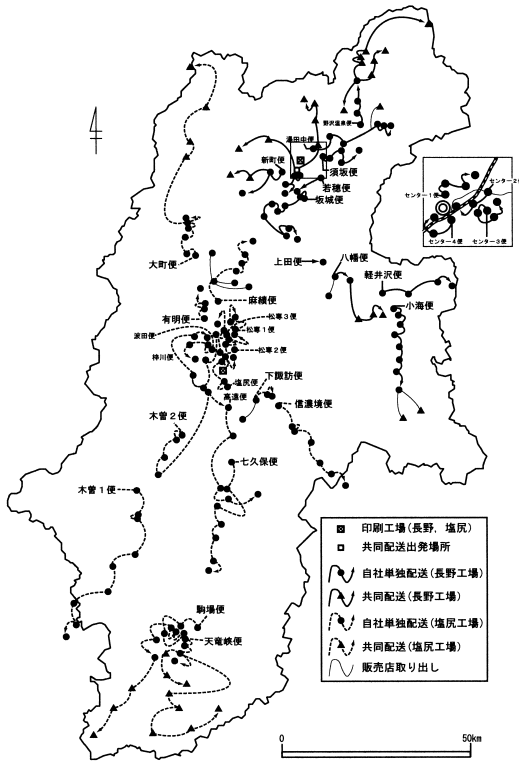 野沢温泉便
湯田中便
新町便
須坂便
若穂便
坂城便
センター1便
センター2便
センター4便
センター3便
上田便
八幡便
大町便
軽井沢便
麻績便
小海便
有明便
松専3便
波田便
松専1便
梓川便
松専2便
下諏訪便
塩尻便
高遠便
信濃境便
木曽2便
七久保便
木曽1便
駒場便
天竜峡便
印刷工場(長野，塩尻)
共同配送出発場所
自社単独配送(長野工場)
共同配送(長野工場)
自社単独配送(塩尻工場)
共同配送(塩尻工場)
販売店取り出し
0
50km